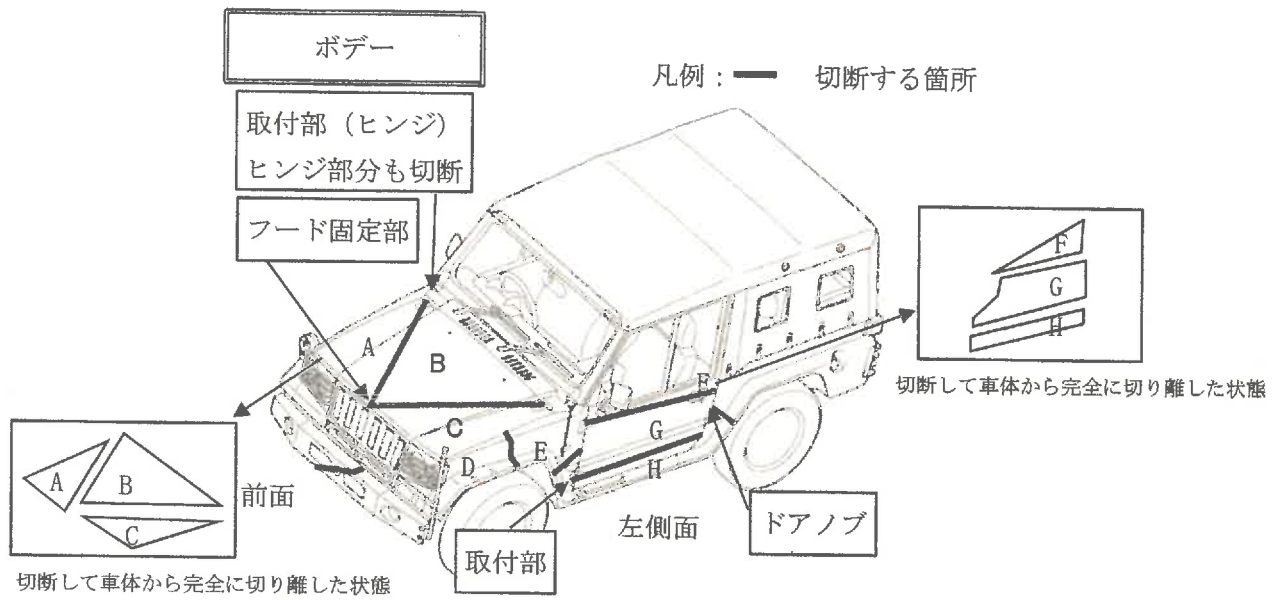 ボデー
凡例：━ 切断する箇所
取付部（ヒンジ）
ヒンジ部分も切断
フード固定部
A
B
C
D
E
F
G
H
F
G
H
切断して車体から完全に切り離した状態
A
B
C
前面
切断して車体から完全に切り離した状態
左側面
取付部
ドアノブ